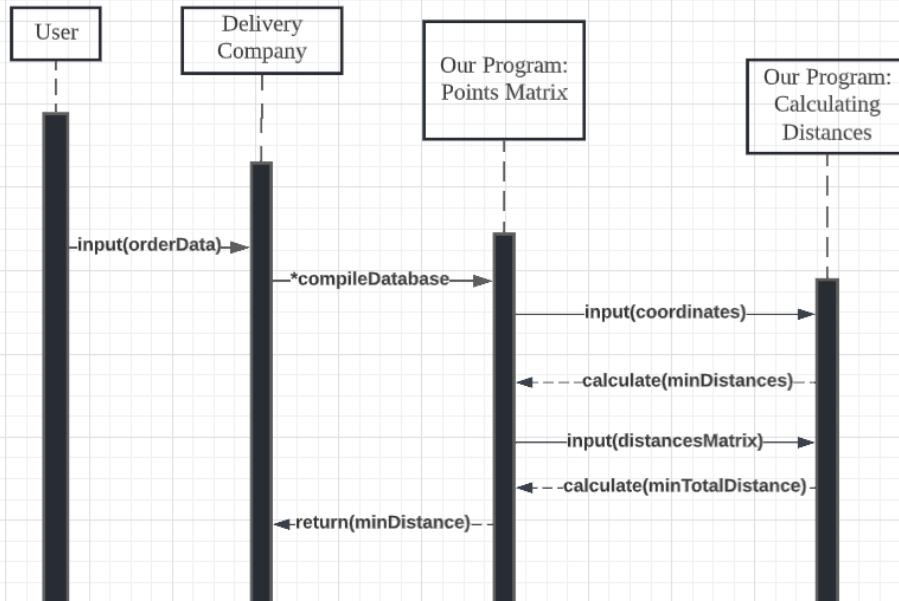 User
Delivery
Company
Our Program:
Points Matrix
Our Program:
Calculating
Distances
input(orderData)
*compileDatabase
input(coordinates)
calculate(minDistances)
input(distancesMatrix)
calculate(minTotalDistance)
return(minDistance)